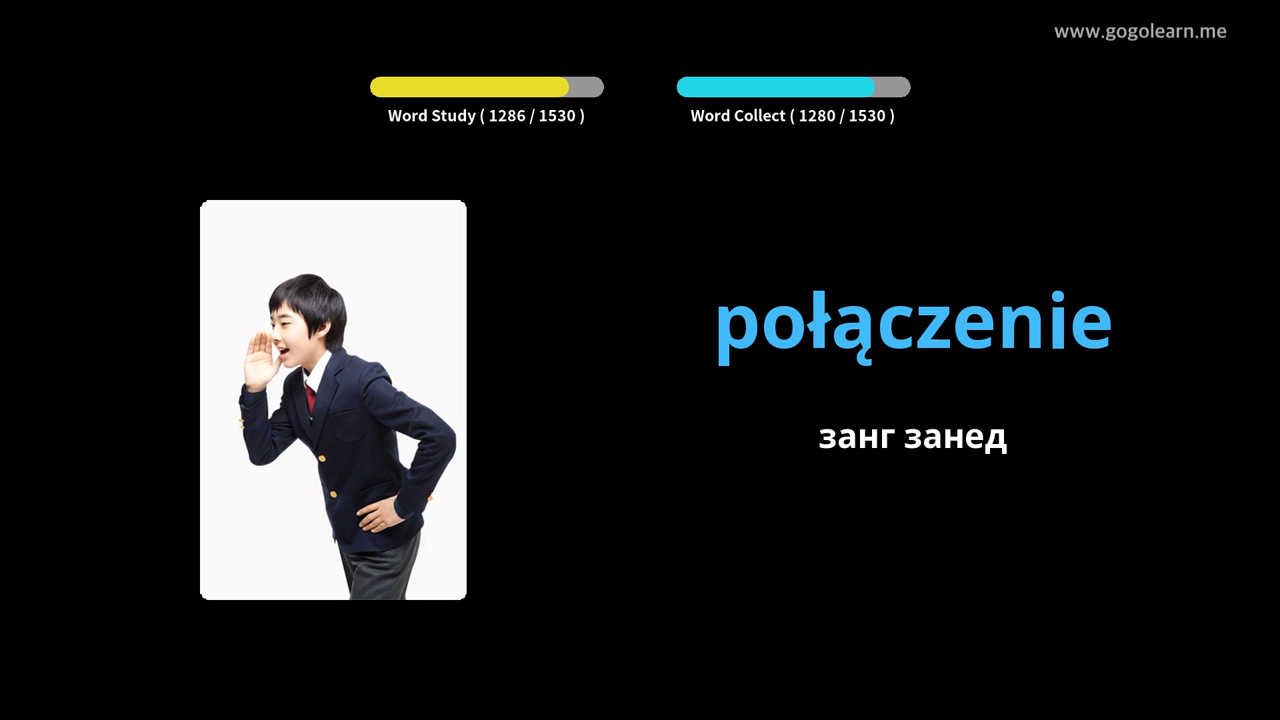 www.gogolearn.me
Word Study ( 1286 / 1530 )
Word Collect ( 1280 / 1530 )
połączenie
занг занед